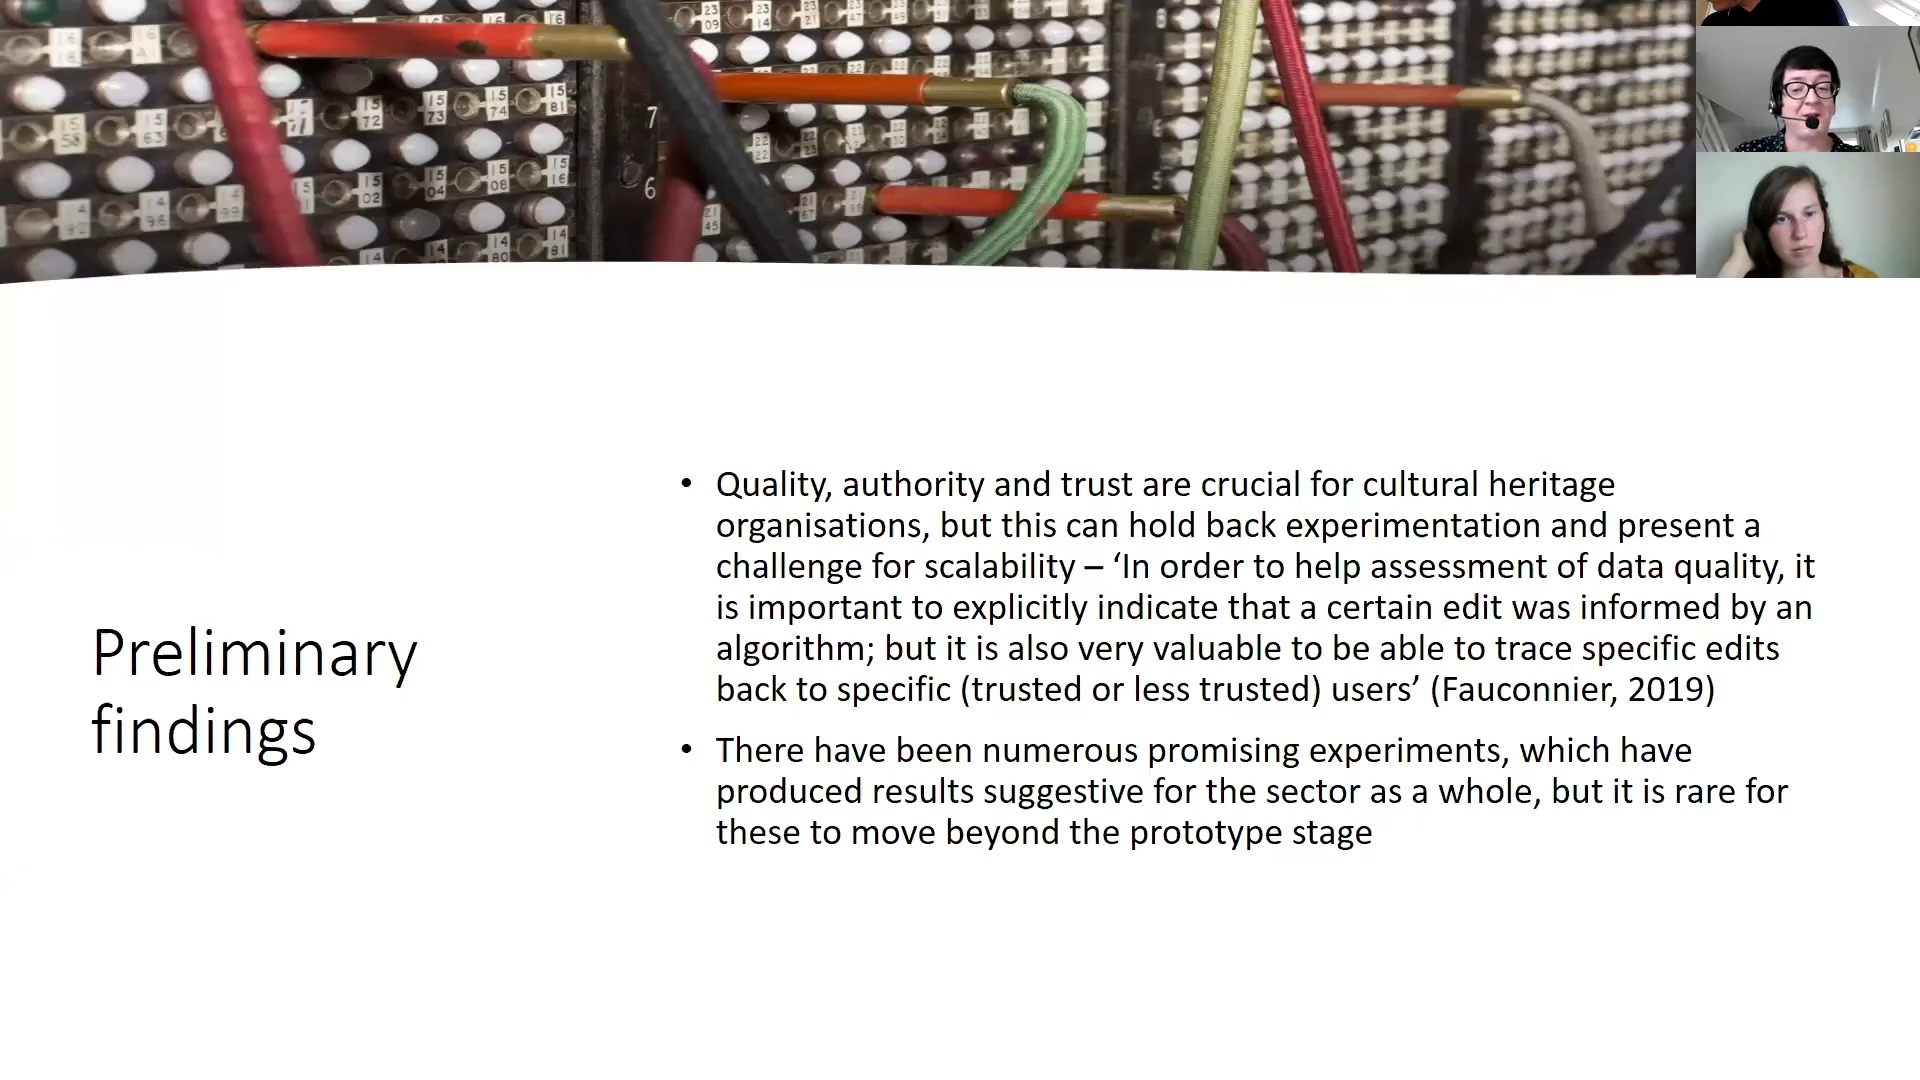 7
6
Preliminary
findings
• Quality, authority and trust are crucial for cultural heritage
organisations, but this can hold back experimentation and present a
challenge for scalability – ‘In order to help assessment of data quality, it
is important to explicitly indicate that a certain edit was informed by an
algorithm; but it is also very valuable to be able to trace specific edits
back to specific (trusted or less trusted) users’ (Fauconnier, 2019)
• There have been numerous promising experiments, which have
produced results suggestive for the sector as a whole, but it is rare for
these to move beyond the prototype stage